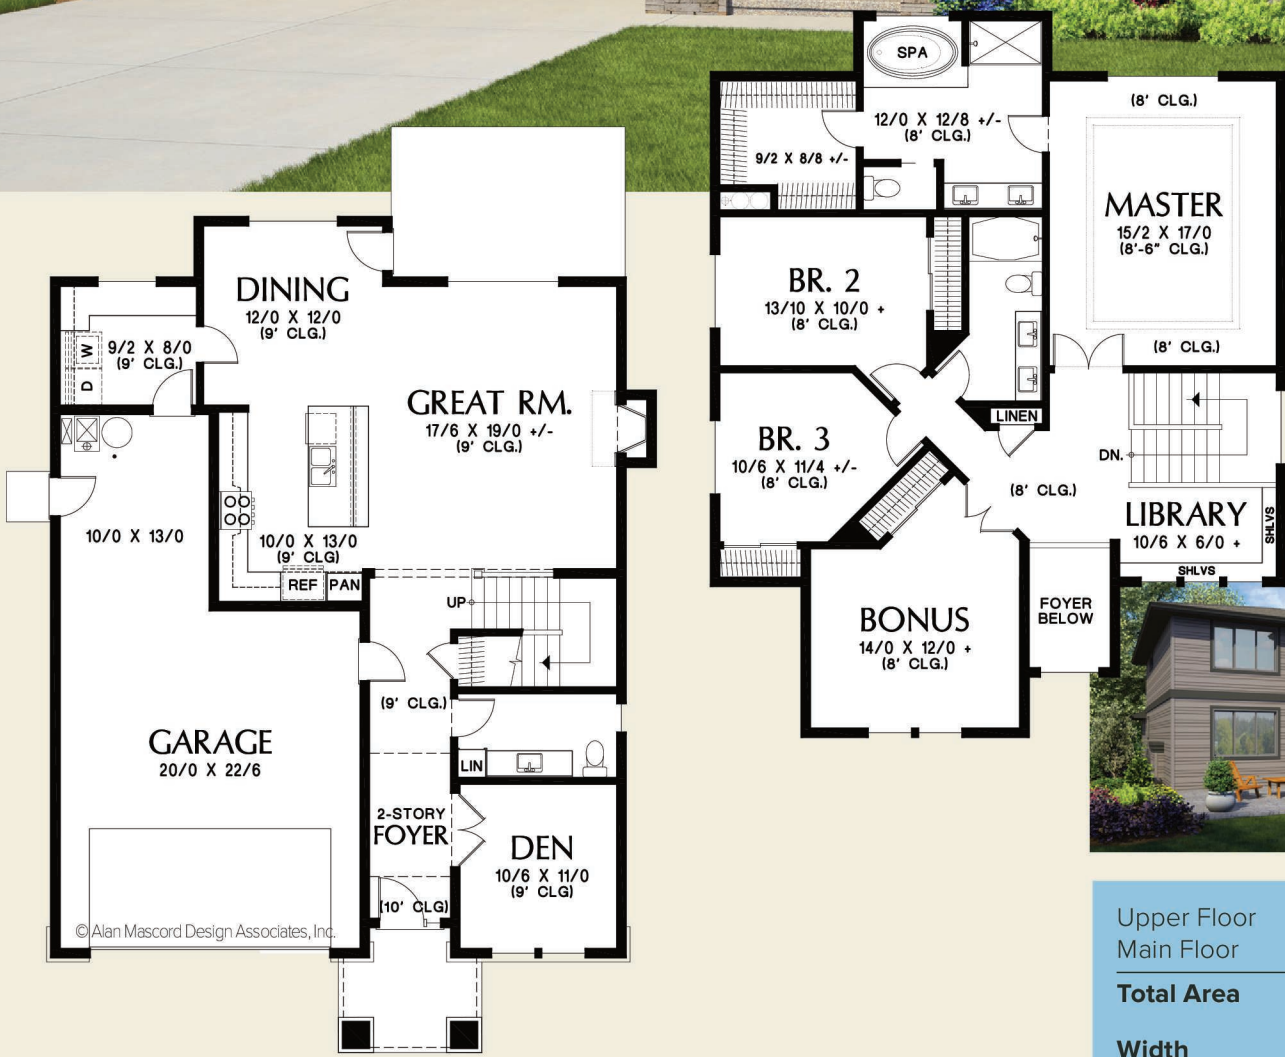 DINING
12/0 X 12/0
(9' CLG.)
W
D
9/2 X 8/0
(9' CLG.)
GREAT RM.
17/6 X 19/0 +/-
(9' CLG.)
10/0 X 13/0
10/0 X 13/0
(9' CLG)
REF
PAN
UP
(9' CLG.)
GARAGE
20/0 X 22/6
LIN
2-STORY
FOYER
(10' CLG)
DEN
10/6 X 11/0
(9' CLG)
© Alan Mascord Design Associates, Inc.
SPA
12/0 X 12/8 +/-
(8' CLG.)
9/2 X 8/8 +/-
(8' CLG.)
MASTER
15/2 X 17/0
(8'-6" CLG.)
(8' CLG.)
BR. 2
13/10 X 10/0 +
(8' CLG.)
BR. 3
10/6 X 11/4 +/-
(8' CLG.)
LINEN
DN.
(8' CLG.)
LIBRARY
10/6 X 6/0 +
SHLVS
SHLVS
BONUS
14/0 X 12/0 +
(8' CLG.)
FOYER
BELOW
Upper Floor
Main Floor
Total Area
Width